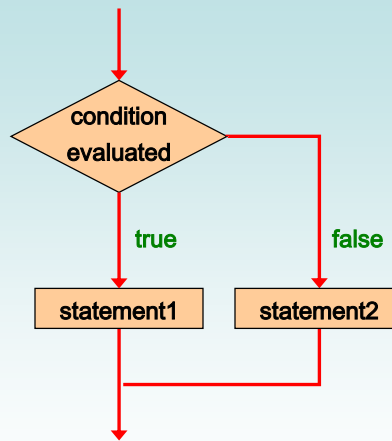 condition
evaluated
true
false
statement1
statement2